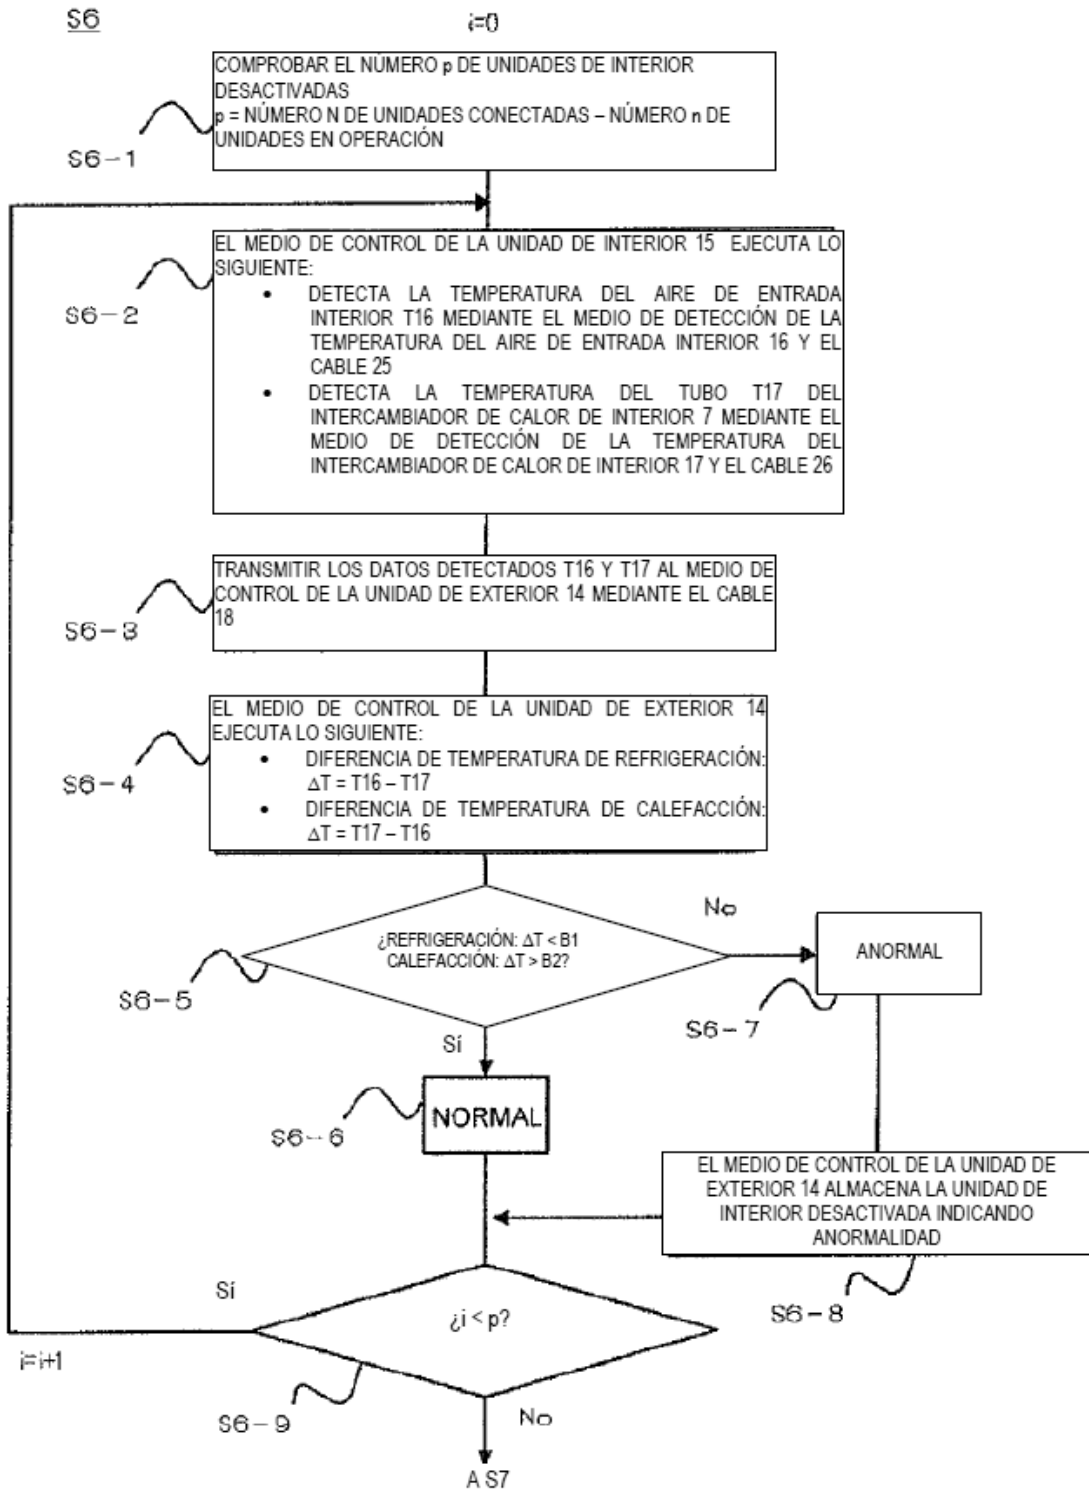 S6
i=0
COMPROBAR EL NÚMERO p DE UNIDADES DE INTERIOR
DESACTIVADAS
p = NÚMERO N DE UNIDADES CONECTADAS – NÚMERO n DE
UNIDADES EN OPERACIÓN
S6-1
EL MEDIO DE CONTROL DE LA UNIDAD DE INTERIOR 15 EJECUTA LO
SIGUIENTE:
• DETECTA LA TEMPERATURA DEL AIRE DE ENTRADA
INTERIOR T16 MEDIANTE EL MEDIO DE DETECCIÓN DE LA
TEMPERATURA DEL AIRE DE ENTRADA INTERIOR 16 Y EL
CABLE 25
• DETECTA LA TEMPERATURA DEL TUBO T17 DEL
INTERCAMBIADOR DE CALOR DE INTERIOR 7 MEDIANTE EL
MEDIO DE DETECCIÓN DE LA TEMPERATURA DEL
INTERCAMBIADOR DE CALOR DE INTERIOR 17 Y EL CABLE 26
S6-2
TRANSMITIR LOS DATOS DETECTADOS T16 Y T17 AL MEDIO DE
CONTROL DE LA UNIDAD DE EXTERIOR 14 MEDIANTE EL CABLE
18
S6-3
EL MEDIO DE CONTROL DE LA UNIDAD DE EXTERIOR 14
EJECUTA LO SIGUIENTE:
• DIFERENCIA DE TEMPERATURA DE REFRIGERACIÓN:
ΔT = T16 – T17
• DIFERENCIA DE TEMPERATURA DE CALEFACCIÓN:
ΔT = T17 – T16
S6-4
¿REFRIGERACIÓN: ΔT < B1
CALEFACCIÓN: ΔT > B2?
No
ANORMAL
S6-5
S6-7
Sí
NORMAL
S6-6
EL MEDIO DE CONTROL DE LA UNIDAD DE
EXTERIOR 14 ALMACENA LA UNIDAD DE
INTERIOR DESACTIVADA INDICANDO
ANORMALIDAD
S6-8
Sí
¿i < p?
i=i+1
S6-9
No
A S7